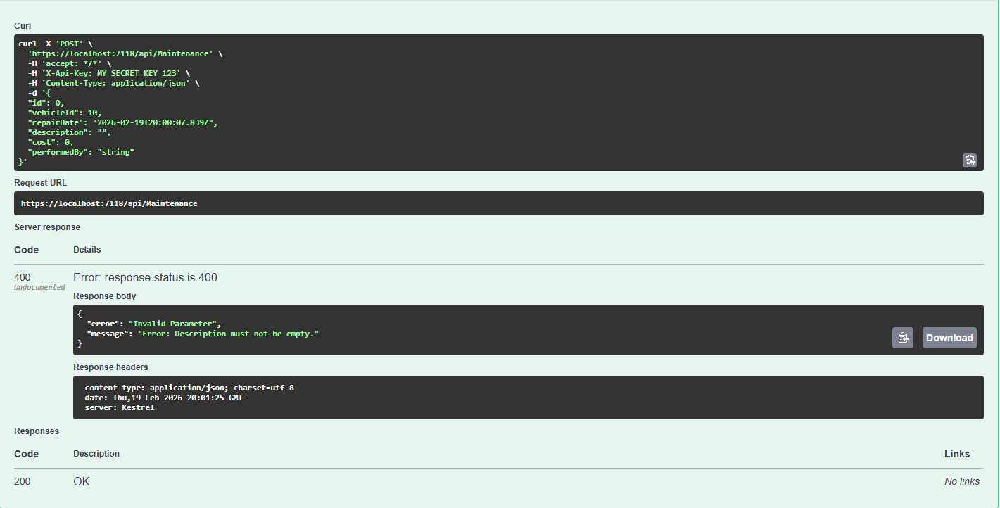 Curl
curl -X 'POST' \
  'https://localhost:7118/api/Maintenance' \
  -H 'accept: */*' \
  -H 'X-Api-Key: MY_SECRET_KEY_123' \
  -H 'Content-Type: application/json' \
  -d '{
  "id": 0,
  "vehicleId": 10,
  "repairDate": "2026-02-19T20:00:07.839Z",
  "description": "",
  "cost": 0,
  "performedBy": "string"
}'
Request URL
https://localhost:7118/api/Maintenance
Server response
Code Details
400 Error: response status is 400
Undocumented
Response body
{
  "error": "Invalid Parameter",
  "message": "Error: Description must not be empty."
}
Download
Response headers
content-type: application/json; charset=utf-8
date: Thu,19 Feb 2026 20:01:25 GMT
server: Kestrel
Responses
Code Description Links
200 OK No links